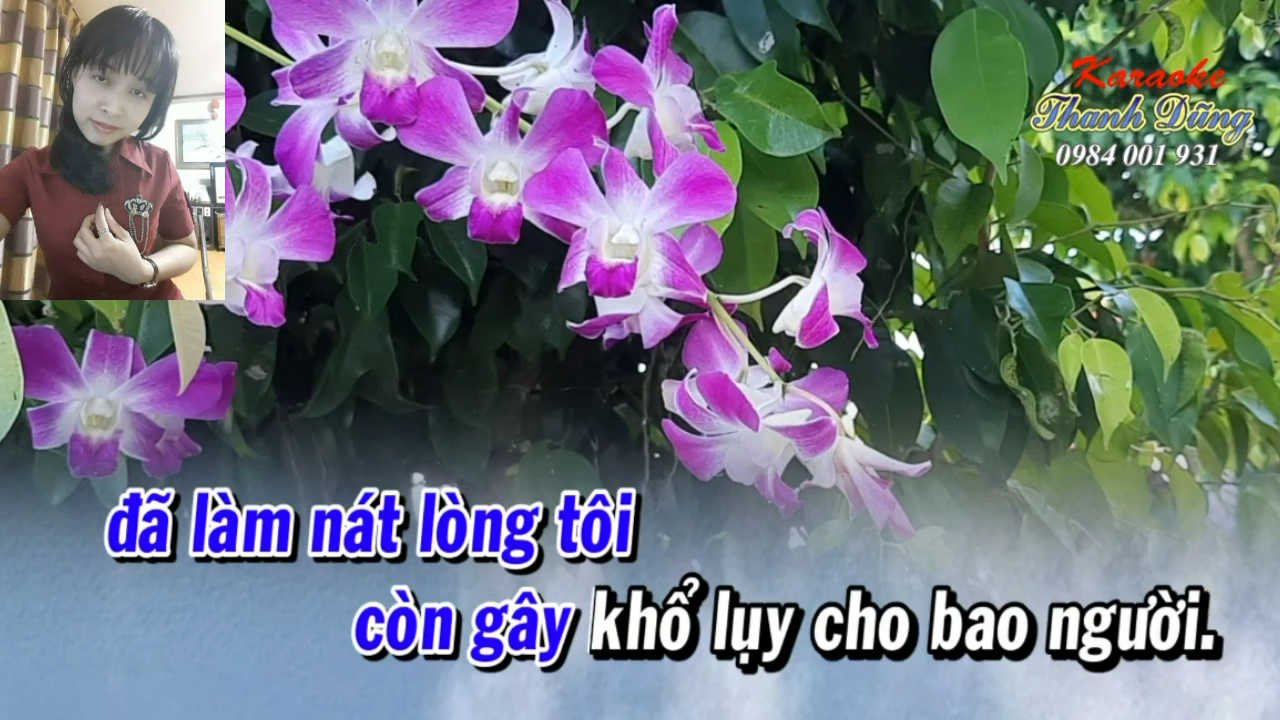 Karaoke
Thanh Dũng
0984 001 931
đã làm nát lòng tôi
còn gây khổ lụy cho bao người.